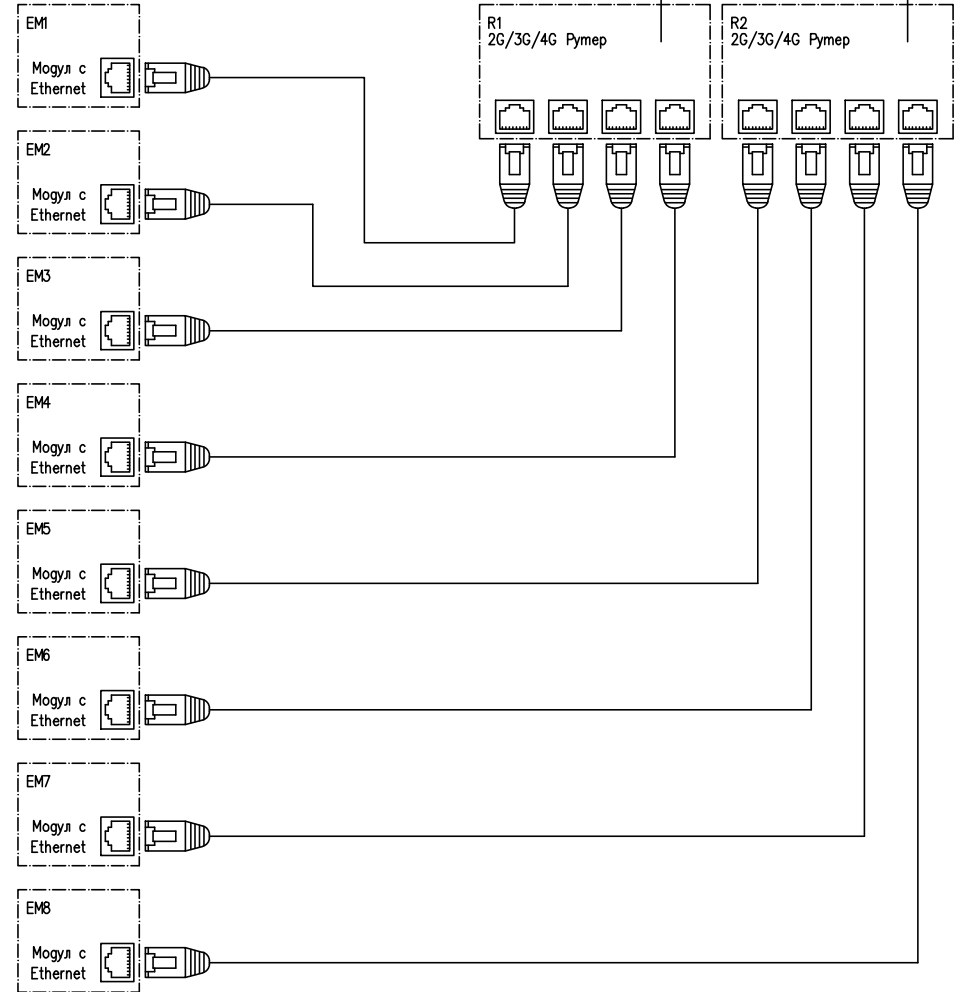 EM1
Модул с
Ethernet
R1
2G/3G/4G Рутер
R2
2G/3G/4G Рутер
EM2
Модул с
Ethernet
EM3
Модул с
Ethernet
EM4
Модул с
Ethernet
EM5
Модул с
Ethernet
EM6
Модул с
Ethernet
EM7
Модул с
Ethernet
EM8
Модул с
Ethernet